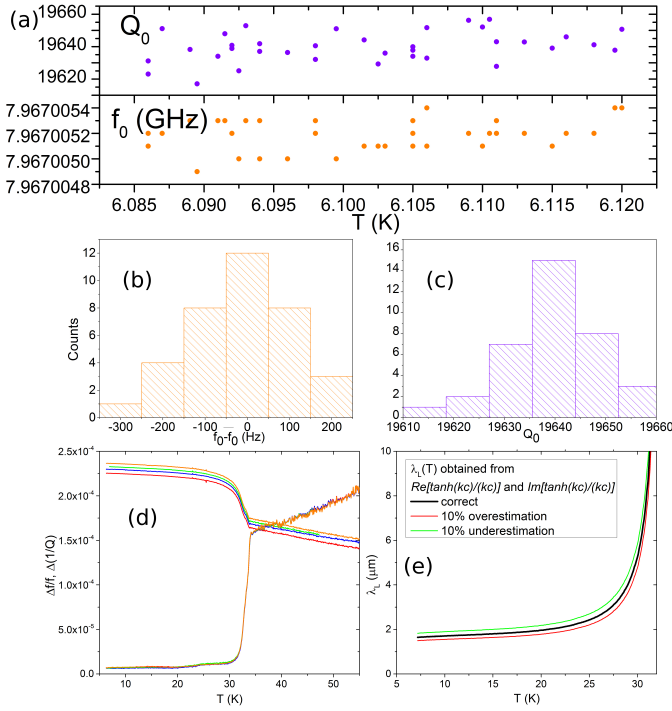 (a)
Q0
19660
19640
19620
f0 (GHz)
7.9670054
7.9670052
7.9670050
7.9670048
6.085 6.090 6.095 6.100 6.105 6.110 6.115 6.120
T (K)
(b)
Counts
12
10
8
6
4
2
0
-300 -200 -100 0 100 200
f0-f̅0 (Hz)
(c)
16
14
12
10
8
6
4
2
0
19610 19620 19630 19640 19650 19660
Q0
(d)
Δf/f, Δ(1/Q)
2.5x10-4
2.0x10-4
1.5x10-4
1.0x10-4
5.0x10-5
0.0
10 20 30 40 50
T (K)
λL(T) obtained from
Re[tanh(kc)/(kc)] and Im[tanh(kc)/(kc)]
correct
10% overestimation
10% underestimation
(e)
λL (μm)
10
8
6
4
2
0
5 10 15 20 25 30
T (K)